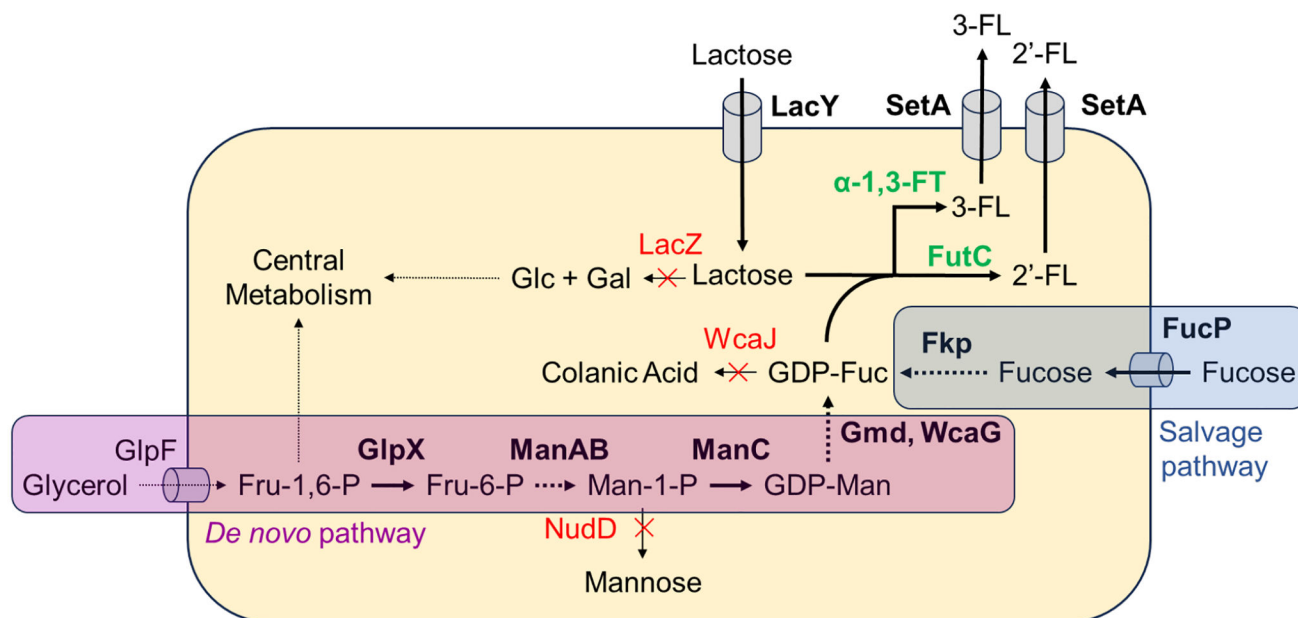 3-FL
Lactose
2'-FL
LacY
SetA
SetA
α-1,3-FT
3-FL
LacZ
FutC
Central
Metabolism
Glc + Gal
Lactose
2'-FL
WcaJ
Fkp
FucP
Colanic Acid
GDP-Fuc
Fucose
Fucose
GlpF
GlpX
ManAB
ManC
Gmd, WcaG
Salvage
pathway
Glycerol
Fru-1,6-P
Fru-6-P
Man-1-P
GDP-Man
De novo pathway
NudD
Mannose